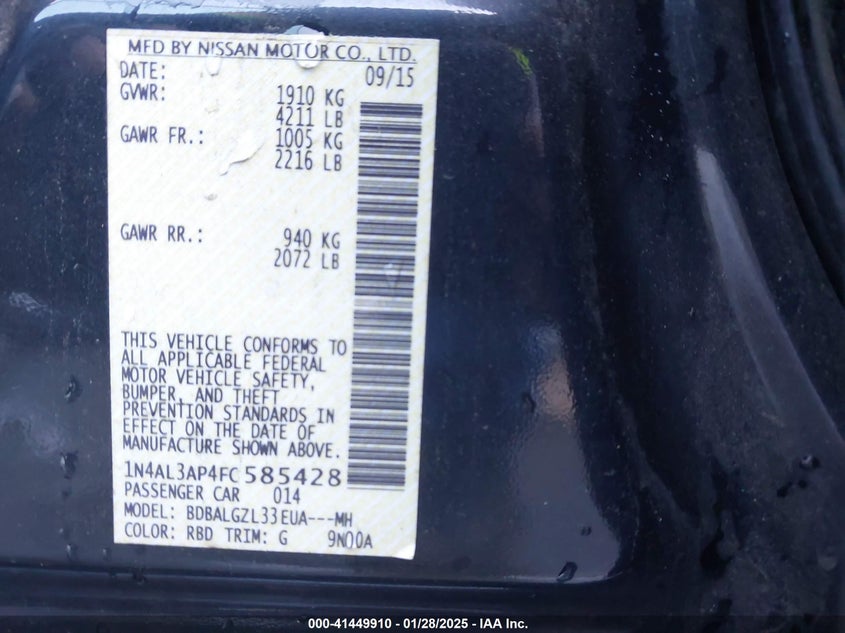 MFD BY NISSAN MOTOR CO., LTD.
DATE: 09/15
GVWR: 1910 KG
4211 LB
GAWR FR.: 1005 KG
2216 LB
GAWR RR.: 940 KG
2072 LB
THIS VEHICLE CONFORMS TO
ALL APPLICABLE FEDERAL
MOTOR VEHICLE SAFETY,
BUMPER, AND THEFT
PREVENTION STANDARDS IN
EFFECT ON THE DATE OF
MANUFACTURE SHOWN ABOVE.
1N4AL3AP4FC 585428
PASSENGER CAR 014
MODEL: BDBALGZL33EUA---MH
COLOR: RBD TRIM: G 9N00A
000-41449910 - 01/28/2025 - IAA Inc.